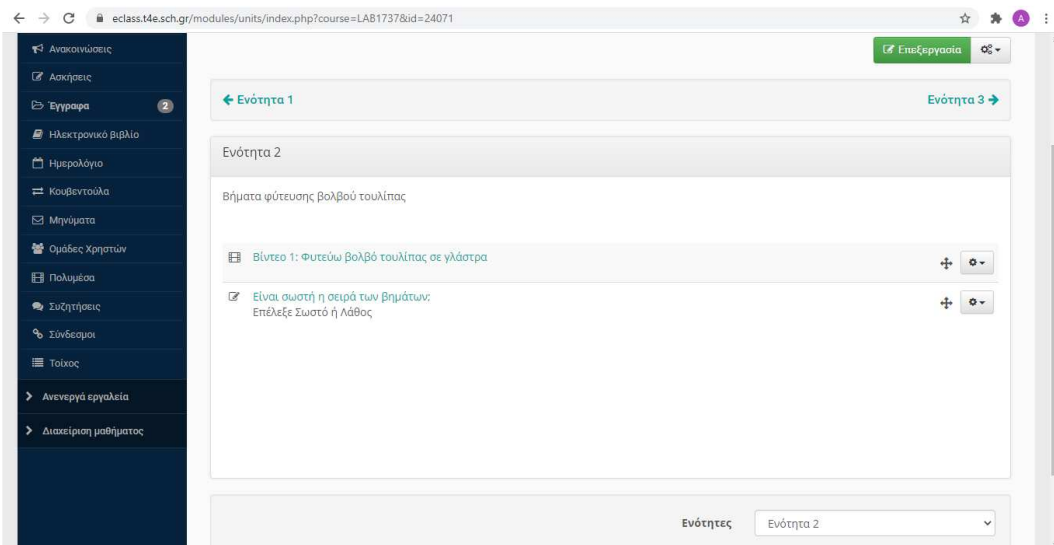 eclass.t4e.sch.gr/modules/units/index.php?course=LAB1737&id=24071
A
Ανακοινώσεις
Ασκήσεις
Έγγραφα 2
Ηλεκτρονικό βιβλίο
Ημερολόγιο
Κουβεντούλα
Μηνύματα
Ομάδες Χρηστών
Πολυμέσα
Συζητήσεις
Σύνδεσμοι
Τοίχος
Ανενεργά εργαλεία
Διαχείριση μαθήματος
Επεξεργασία
Ενότητα 1
Ενότητα 3
Ενότητα 2
Βήματα φύτευσης βολβού τουλίπας
Βίντεο 1: Φυτεύω βολβό τουλίπας σε γλάστρα
Είναι σωστή η σειρά των βημάτων;
Επέλεξε Σωστό ή Λάθος
Ενότητες Ενότητα 2